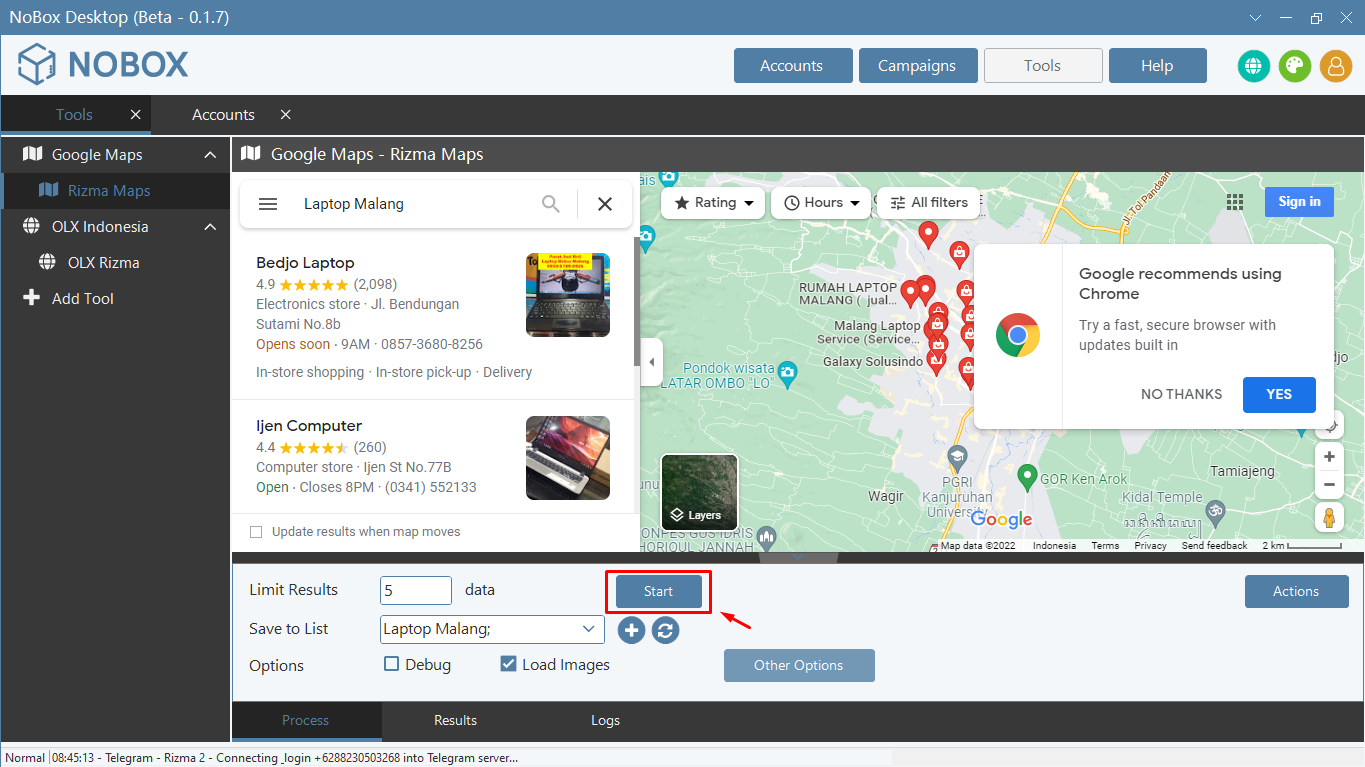 NoBox Desktop (Beta - 0.1.7)
NOBOX
Accounts
Campaigns
Tools
Help
Tools
Accounts
Google Maps
Rizma Maps
OLX Indonesia
OLX Rizma
Add Tool
Google Maps - Rizma Maps
Laptop Malang
Bedjo Laptop
4.9 (2,098)
Electronics store · Jl. Bendungan
Sutami No.8b
Opens soon · 9AM · 0857-3680-8256
In-store shopping · In-store pick-up · Delivery
Ijen Computer
4.4 (260)
Computer store · Ijen St No.77B
Open · Closes 8PM · (0341) 552133
Update results when map moves
Rating
Hours
All filters
Sign in
Jl. Tol Pandaan
RUMAH LAPTOP
MALANG ( jual...
Malang Laptop
Service (Service...
Galaxy Solusindo
Pondok wisata
LATAR OMBO "LO"
Google recommends using
Chrome
Try a fast, secure browser with
updates built in
NO THANKS
YES
Layers
PGRI
Kanjuruhan
University
Wagir
GOR Ken Arok
Tamiajeng
Kidal Temple
GUS IDRIS
JANNAH
Google
Map data ©2022
Indonesia
Terms
Privacy
Send feedback
2 km
Limit Results
5
data
Start
Actions
Save to List
Laptop Malang;
Options
Debug
Load Images
Other Options
Process
Results
Logs
Normal
08:45:13 - Telegram - Rizma 2 - Connecting _login +6288230503268 into Telegram server...